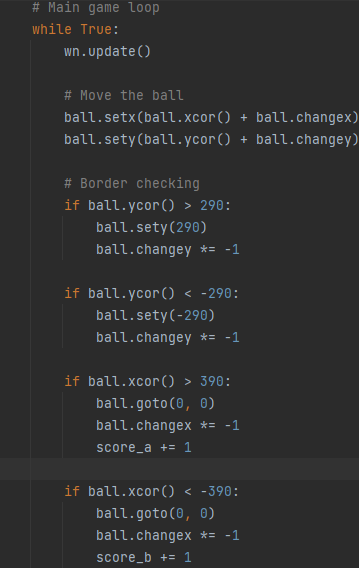 # Main game loop
while True:
    wn.update()

    # Move the ball
    ball.setx(ball.xcor() + ball.changex)
    ball.sety(ball.ycor() + ball.changey)

    # Border checking
    if ball.ycor() > 290:
        ball.sety(290)
        ball.changey *= -1

    if ball.ycor() < -290:
        ball.sety(-290)
        ball.changey *= -1

    if ball.xcor() > 390:
        ball.goto(0, 0)
        ball.changex *= -1
        score_a += 1

    if ball.xcor() < -390:
        ball.goto(0, 0)
        ball.changex *= -1
        score_b += 1